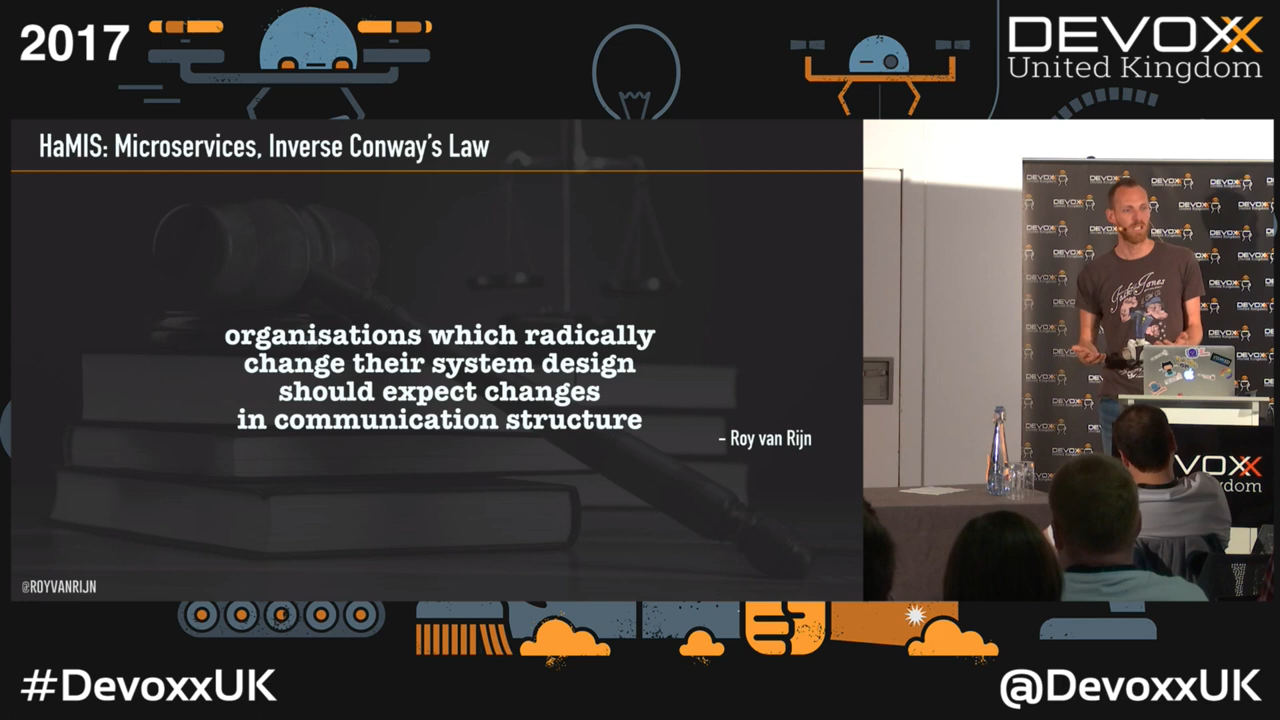 2017
DEVOXX
United Kingdom
HaMIS: Microservices, Inverse Conway's Law
organisations which radically
change their system design
should expect changes
in communication structure
– Roy van Rijn
@ROYVANRIJN
#DevoxxUK
@DevoxxUK